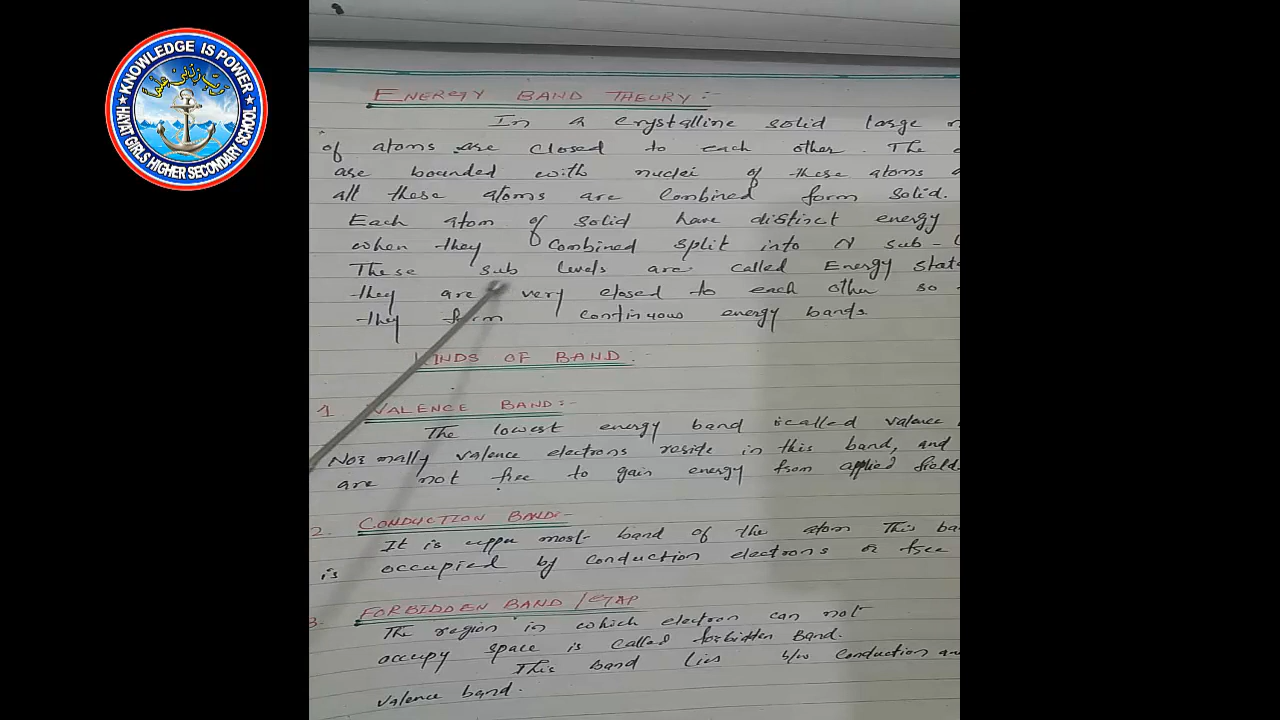 KNOWLEDGE IS POWER
رب زدنی علما
HAYAT GIRLS HIGHER SECONDARY SCHOOL
ENERGY BAND THEORY:-
In a crystalline solid large
of atoms are closed to each other. The
are bounded with nuclei of these atoms
all these atoms are combined form solid.
Each atom of solid have distinct energy
when they combined split into N sub-
These sub levels are called Energy
they are very closed to each other so
they form continuous energy bands.
KINDS OF BAND:
1. VALENCE BAND:-
The lowest energy band is called valence
Normally valence electrons reside in this band, and
are not free to gain energy from applied field.
2. CONDUCTION BAND:-
It is upper most band of the atom This
is occupied by conduction electrons or free
3. FORBIDDEN BAND/GAP
The region in which electron can not
occupy space is called forbidden Band.
This band lies b/w conduction
valence band.